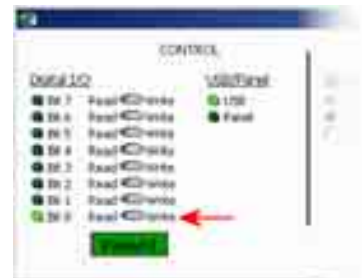 CONTROL
Digital I/O
USB/Panel
Bit 7 Read Write
USB
Bit 6 Read Write
Panel
Bit 5 Read Write
Bit 4 Read Write
Bit 3 Read Write
Bit 2 Read Write
Bit 1 Read Write
Bit 0 Read Write